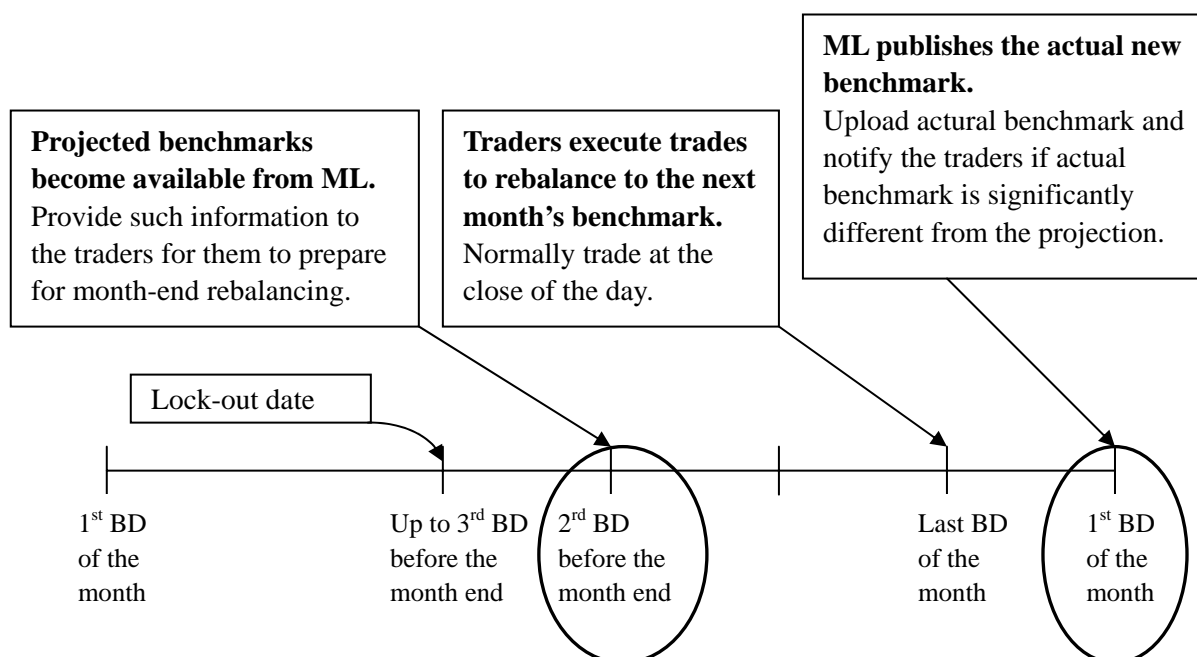 Projected benchmarks
become available from ML.
Provide such information to
the traders for them to prepare
for month-end rebalancing.
Traders execute trades
to rebalance to the next
month’s benchmark.
Normally trade at the
close of the day.
ML publishes the actual new
benchmark.
Upload actural benchmark and
notify the traders if actual
benchmark is significantly
different from the projection.
Lock-out date
1st BD
of the
month
Up to 3rd BD
before the
month end
2rd BD
before the
month end
Last BD
of the
month
1st BD
of the
month